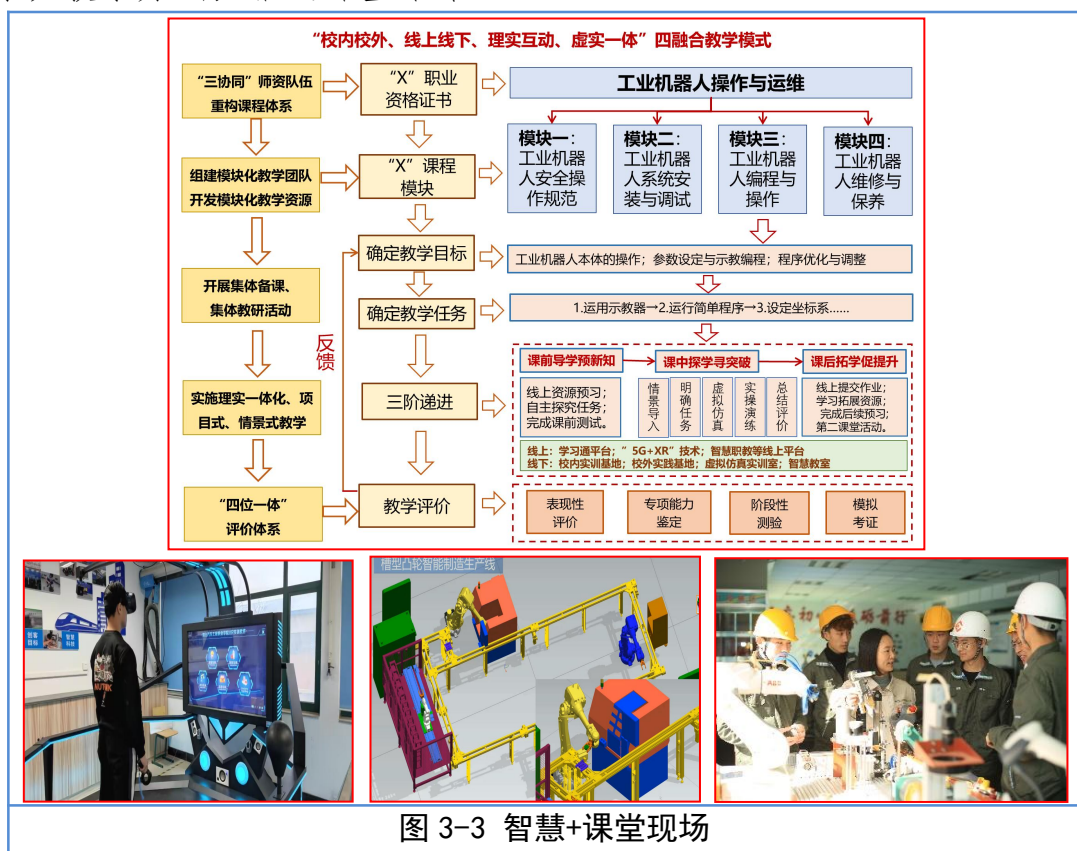 “校内校外、线上线下、理实互动、虚实一体”四融合教学模式
“三协同”师资队伍
重构课程体系
“X”职业
资格证书
工业机器人操作与运维
组建模块化教学团队
开发模块化教学资源
“X”课程
模块
模块一：
工业机器
人安全操
作规范
模块二：
工业机器
人系统安
装与调试
模块三：
工业机器
人编程与
操作
模块四：
工业机器
人维修与
保养
开展集体备课、
集体教研活动
确定教学目标
工业机器人本体的操作；参数设定与示教编程；程序优化与调整
确定教学任务
1.运用示教器→2.运行简单程序→3.设定坐标系……
反馈
实施理实一体化、项
目式、情景式教学
三阶递进
课前导学预新知
课中探学寻突破
课后拓学促提升
线上资源预习；
自主探究任务；
完成课前测试。
情景导入
明确任务
虚拟仿真
实操演练
总结评价
线上提交作业；
学习拓展资源；
完成后续预习；
第二课堂活动。
线上：学习通平台；”5G+XR”技术；智慧职教等线上平台
线下：校内实训基地；校外实践基地；虚拟仿真实训室；智慧教室
“四位一体”
评价体系
教学评价
表现性
评价
专项能力
鉴定
阶段性
测验
模拟
考证
槽型凸轮智能制造生产线
图 3-3 智慧+课堂现场